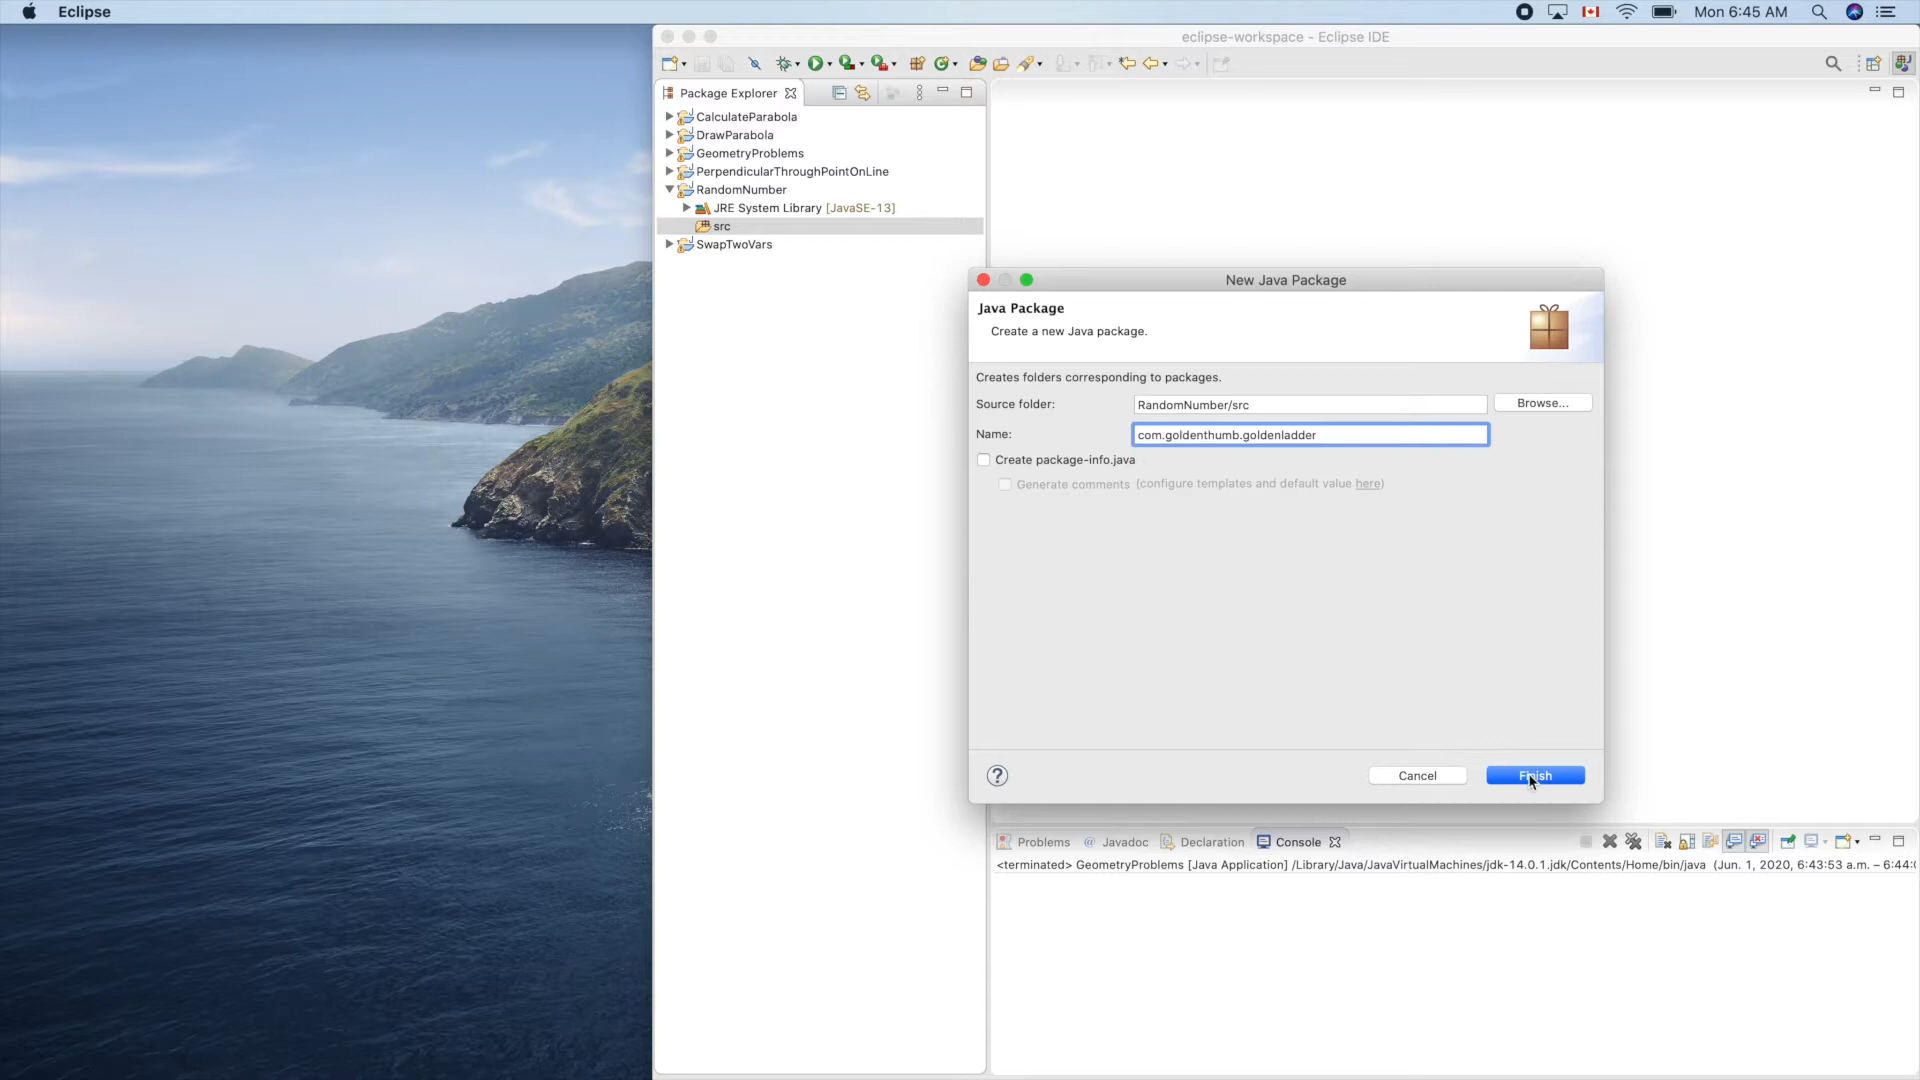 Eclipse
Mon 6:45 AM
eclipse-workspace - Eclipse IDE
Package Explorer
CalculateParabola
DrawParabola
GeometryProblems
PerpendicularThroughPointOnLine
RandomNumber
JRE System Library [JavaSE-13]
src
SwapTwoVars
New Java Package
Java Package
Create a new Java package.
Creates folders corresponding to packages.
Source folder: RandomNumber/src Browse...
Name: com.goldenthumb.goldenladder
Create package-info.java
Generate comments (configure templates and default value here)
? Cancel Finish
Problems @ Javadoc Declaration Console
<terminated> GeometryProblems [Java Application] /Library/Java/JavaVirtualMachines/jdk-14.0.1.jdk/Contents/Home/bin/java (Jun. 1, 2020, 6:43:53 a.m. – 6:44: